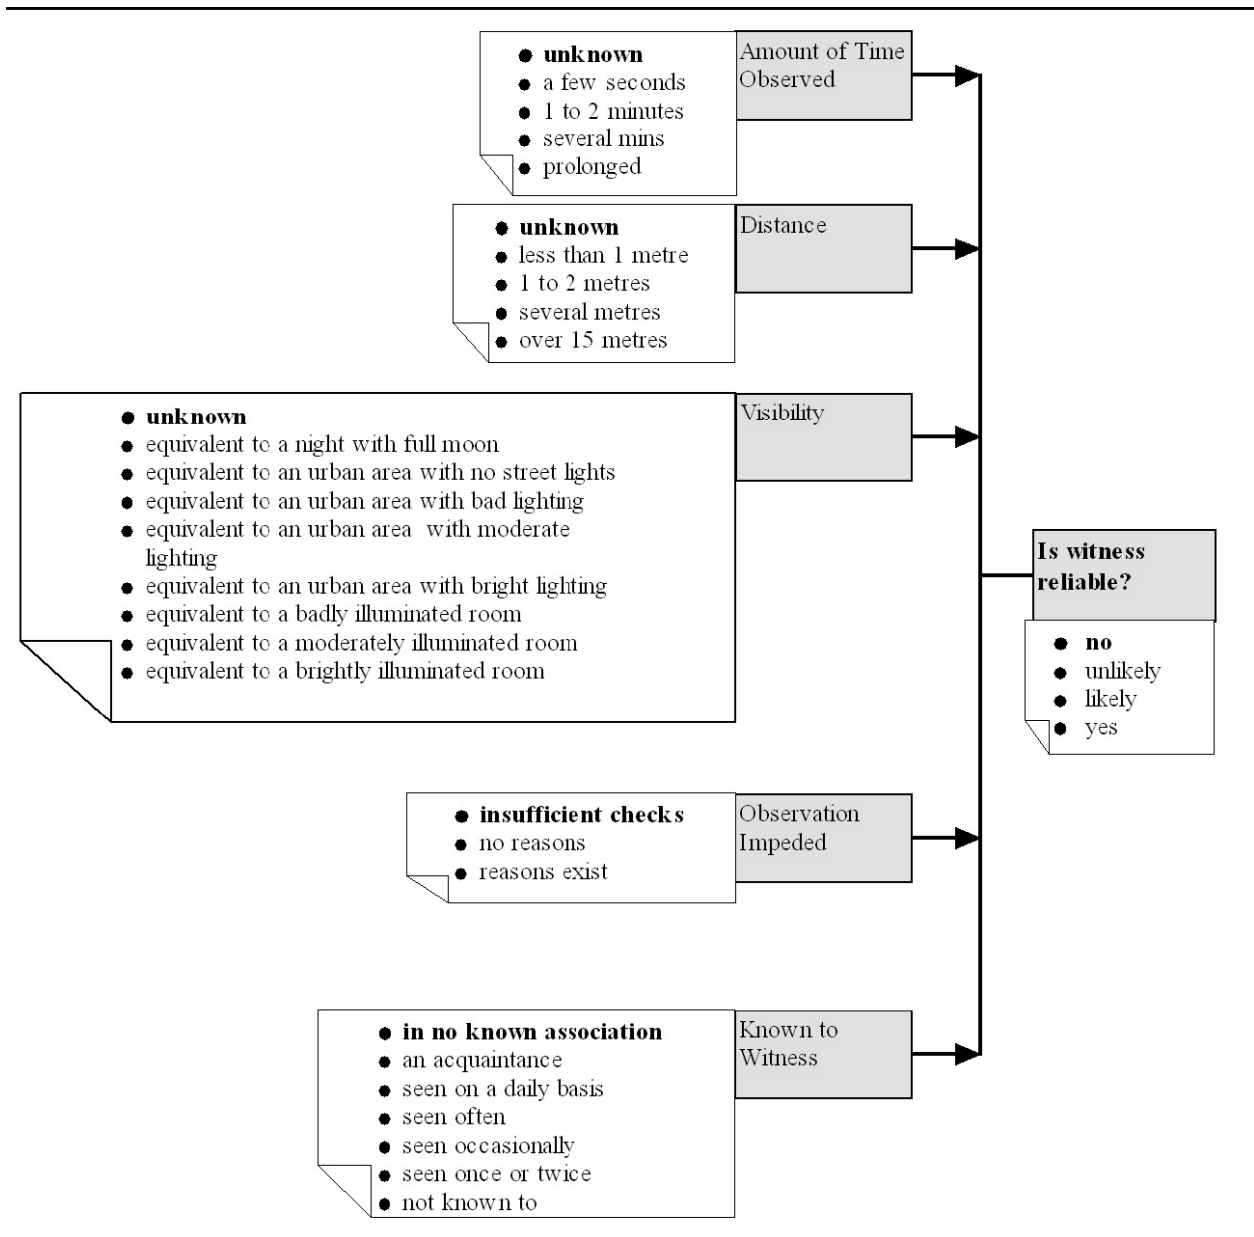 unknown
a few seconds
1 to 2 minutes
several mins
prolonged
Amount of Time
Observed
unknown
less than 1 metre
1 to 2 metres
several metres
over 15 metres
Distance
unknown
equivalent to a night with full moon
equivalent to an urban area with no street lights
equivalent to an urban area with bad lighting
equivalent to an urban area with moderate
lighting
equivalent to an urban area with bright lighting
equivalent to a badly illuminated room
equivalent to a moderately illuminated room
equivalent to a brightly illuminated room
Visibility
Is witness
reliable?
no
unlikely
likely
yes
insufficient checks
no reasons
reasons exist
Observation
Impeded
in no known association
an acquaintance
seen on a daily basis
seen often
seen occasionally
seen once or twice
not known to
Known to
Witness